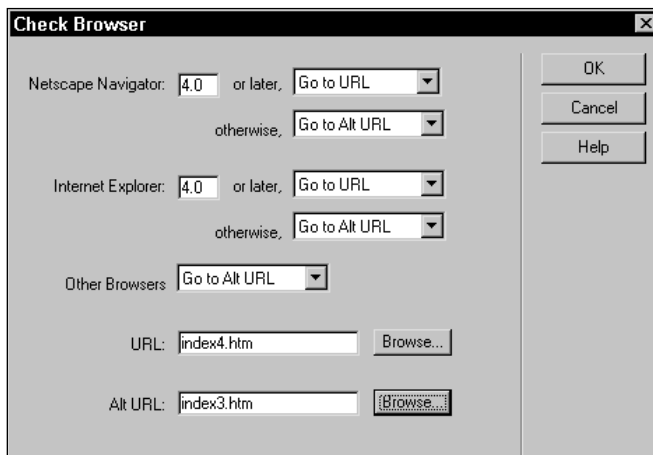 Check Browser
Netscape Navigator: 4.0 or later, Go to URL
otherwise, Go to Alt URL
Internet Explorer: 4.0 or later, Go to URL
otherwise, Go to Alt URL
Other Browsers Go to Alt URL
URL: index4.htm Browse...
Alt URL: index3.htm Browse...
OK
Cancel
Help